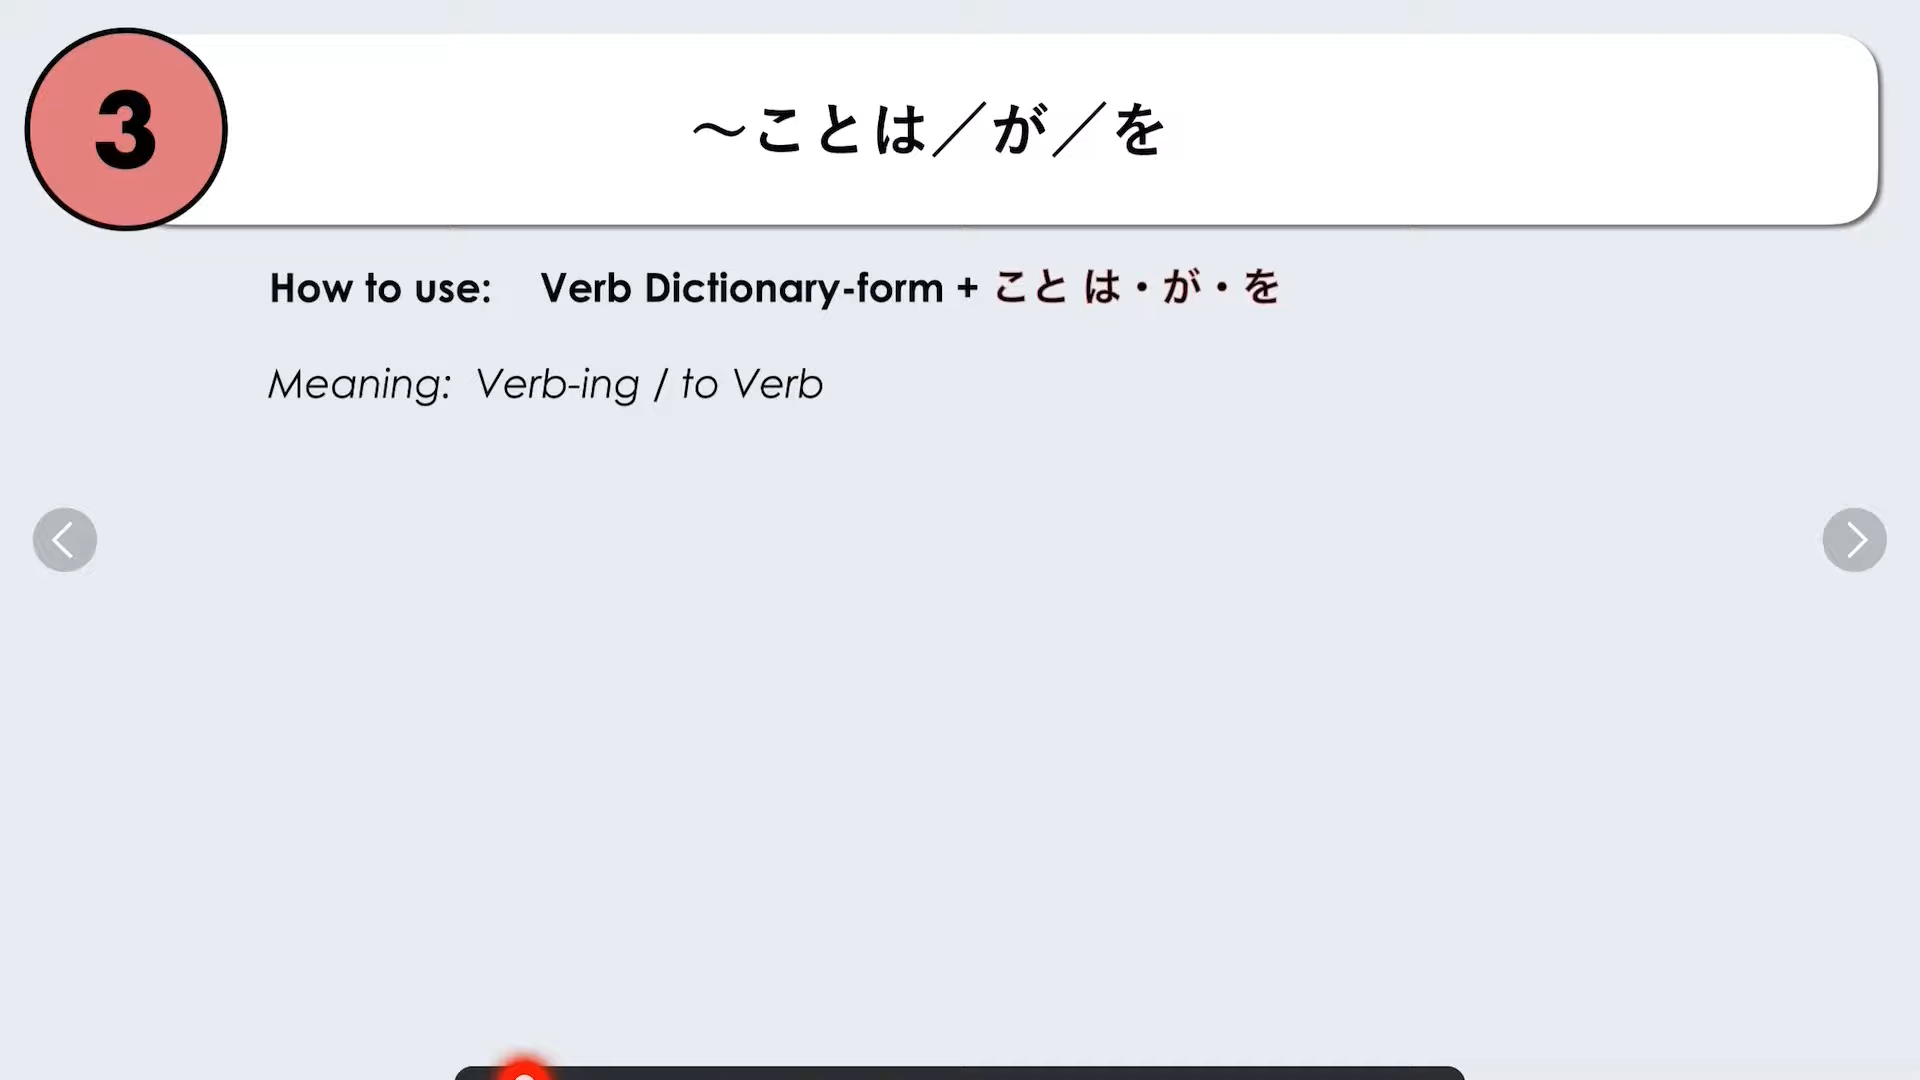 3
～ことは／が／を
How to use: Verb Dictionary-form + こと は・が・を
Meaning: Verb-ing / to Verb